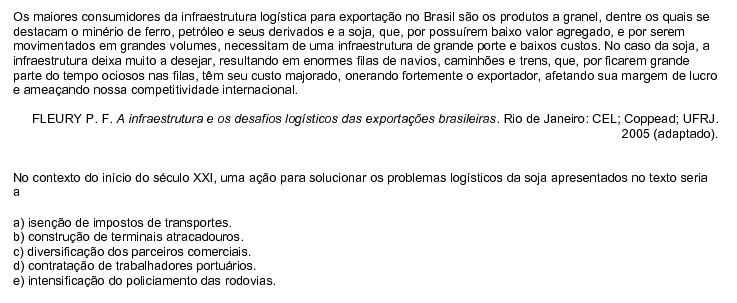 Os maiores consumidores da infraestrutura logística para exportação no Brasil são os produtos a granel, dentre os quais se
destacam o minério de ferro, petróleo e seus derivados e a soja, que, por possuírem baixo valor agregado, e por serem
movimentados em grandes volumes, necessitam de uma infraestrutura de grande porte e baixos custos. No caso da soja, a
infraestrutura deixa muito a desejar, resultando em enormes filas de navios, caminhões e trens, que, por ficarem grande
parte do tempo ociosos nas filas, têm seu custo majorado, onerando fortemente o exportador, afetando sua margem de lucro
e ameaçando nossa competitividade internacional.
FLEURY P. F. A infraestrutura e os desafios logísticos das exportações brasileiras. Rio de Janeiro: CEL; Coppead; UFRJ.
2005 (adaptado).
No contexto do início do século XXI, uma ação para solucionar os problemas logísticos da soja apresentados no texto seria
a
a) isenção de impostos de transportes.
b) construção de terminais atracadouros.
c) diversificação dos parceiros comerciais.
d) contratação de trabalhadores portuários.
e) intensificação do policiamento das rodovias.